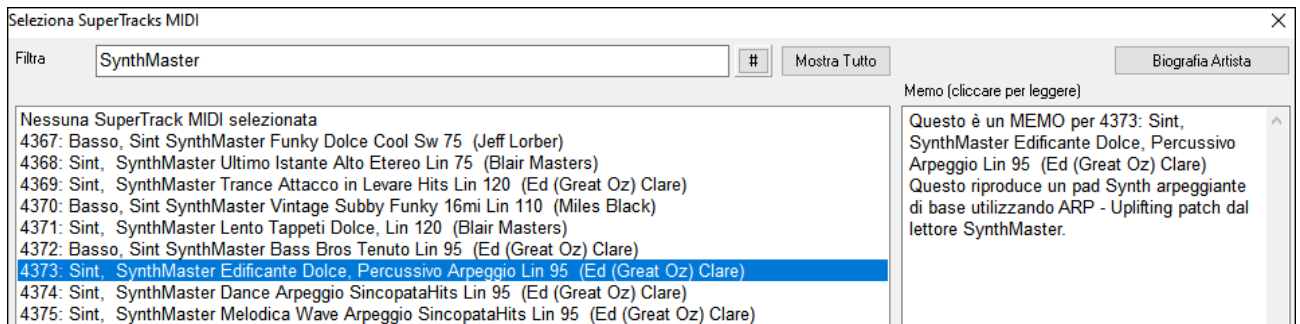 Seleziona SuperTracks MIDI
Filtra SynthMaster # Mostra Tutto Biografia Artista
Memo (cliccare per leggere)
Nessuna SuperTrack MIDI selezionata
4367: Basso, Sint SynthMaster Funky Dolce Cool Sw 75 (Jeff Lorber)
4368: Sint, SynthMaster Ultimo Istante Alto Etereo Lin 75 (Blair Masters)
4369: Sint, SynthMaster Trance Attacco in Levare Hits Lin 120 (Ed (Great Oz) Clare)
4370: Basso, Sint SynthMaster Vintage Subby Funky 16mi Lin 110 (Miles Black)
4371: Sint, SynthMaster Lento Tappeti Dolce, Lin 120 (Blair Masters)
4372: Basso, Sint SynthMaster Bass Bros Tenuto Lin 95 (Ed (Great Oz) Clare)
4373: Sint, SynthMaster Edificante Dolce, Percussivo Arpeggio Lin 95 (Ed (Great Oz) Clare)
4374: Sint, SynthMaster Dance Arpeggio SincopataHits Lin 95 (Ed (Great Oz) Clare)
4375: Sint, SynthMaster Melodica Wave Arpeggio SincopataHits Lin 95 (Ed (Great Oz) Clare)
Questo è un MEMO per 4373: Sint,
SynthMaster Edificante Dolce, Percussivo
Arpeggio Lin 95 (Ed (Great Oz) Clare)
Questo riproduce un pad Synth arpeggiante
di base utilizzando ARP - Uplifting patch dal
lettore SynthMaster.